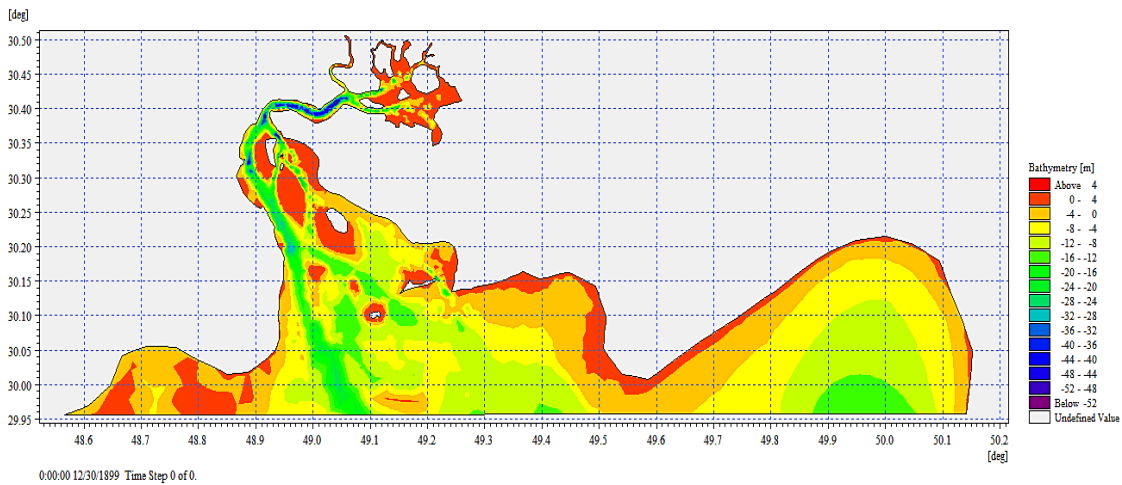 [deg]
30.50
30.45
30.40
30.35
30.30
30.25
30.20
30.15
30.10
30.05
30.00
29.95
48.6 48.7 48.8 48.9 49.0 49.1 49.2 49.3 49.4 49.5 49.6 49.7 49.8 49.9 50.0 50.1 50.2
[deg]
Bathymetry [m]
Above 4
0 - 4
-4 - 0
-8 - -4
-12 - -8
-16 - -12
-20 - -16
-24 - -20
-28 - -24
-32 - -28
-36 - -32
-40 - -36
-44 - -40
-48 - -44
-52 - -48
Below -52
Undefined Value
0:00:00 12/30/1899 Time Step 0 of 0.